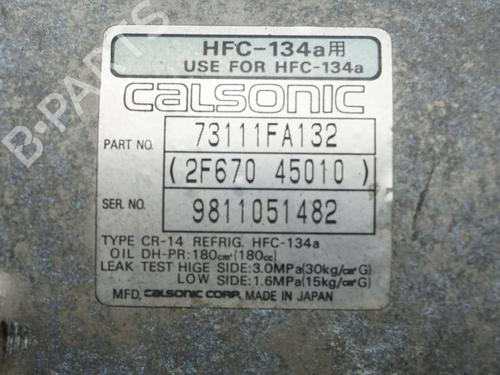 HFC-134a用
USE FOR HFC-134a
CALSONIC
PART NO. 73111FA132
(2F670 45010)
SER NO. 9811051482
TYPE CR-14 REFRIG. HFC-134a
OIL DH-PR:180cm³(180cc)
LEAK TEST HIGE SIDE:3.0MPa(30kg/cm²G)
LOW SIDE:1.6MPa(15kg/cm²G)
MFD. CALSONIC CORP. MADE IN JAPAN
B-PARTS